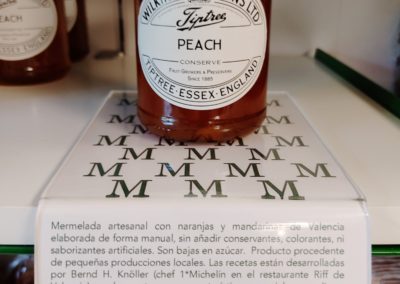 WILK
LTD
Tiptree
PEACH
CONSERVE
FRUIT GROWERS & PRESERVERS
SINCE 1885
TIPTREE · ESSEX · ENGLAND
M M M M M
M M M M
M M M M M
M M M M
M M M M M
Mermelada artesanal con naranjas y mandarinas de Valencia
elaborada de forma manual, sin añadir conservantes, colorantes, ni
saborizantes artificiales. Son bajas en azúcar. Producto procedente
de pequeñas producciones locales. Las recetas están desarrolladas
por Bernd H. Knöller (chef 1*Michelin en el restaurante Riff de